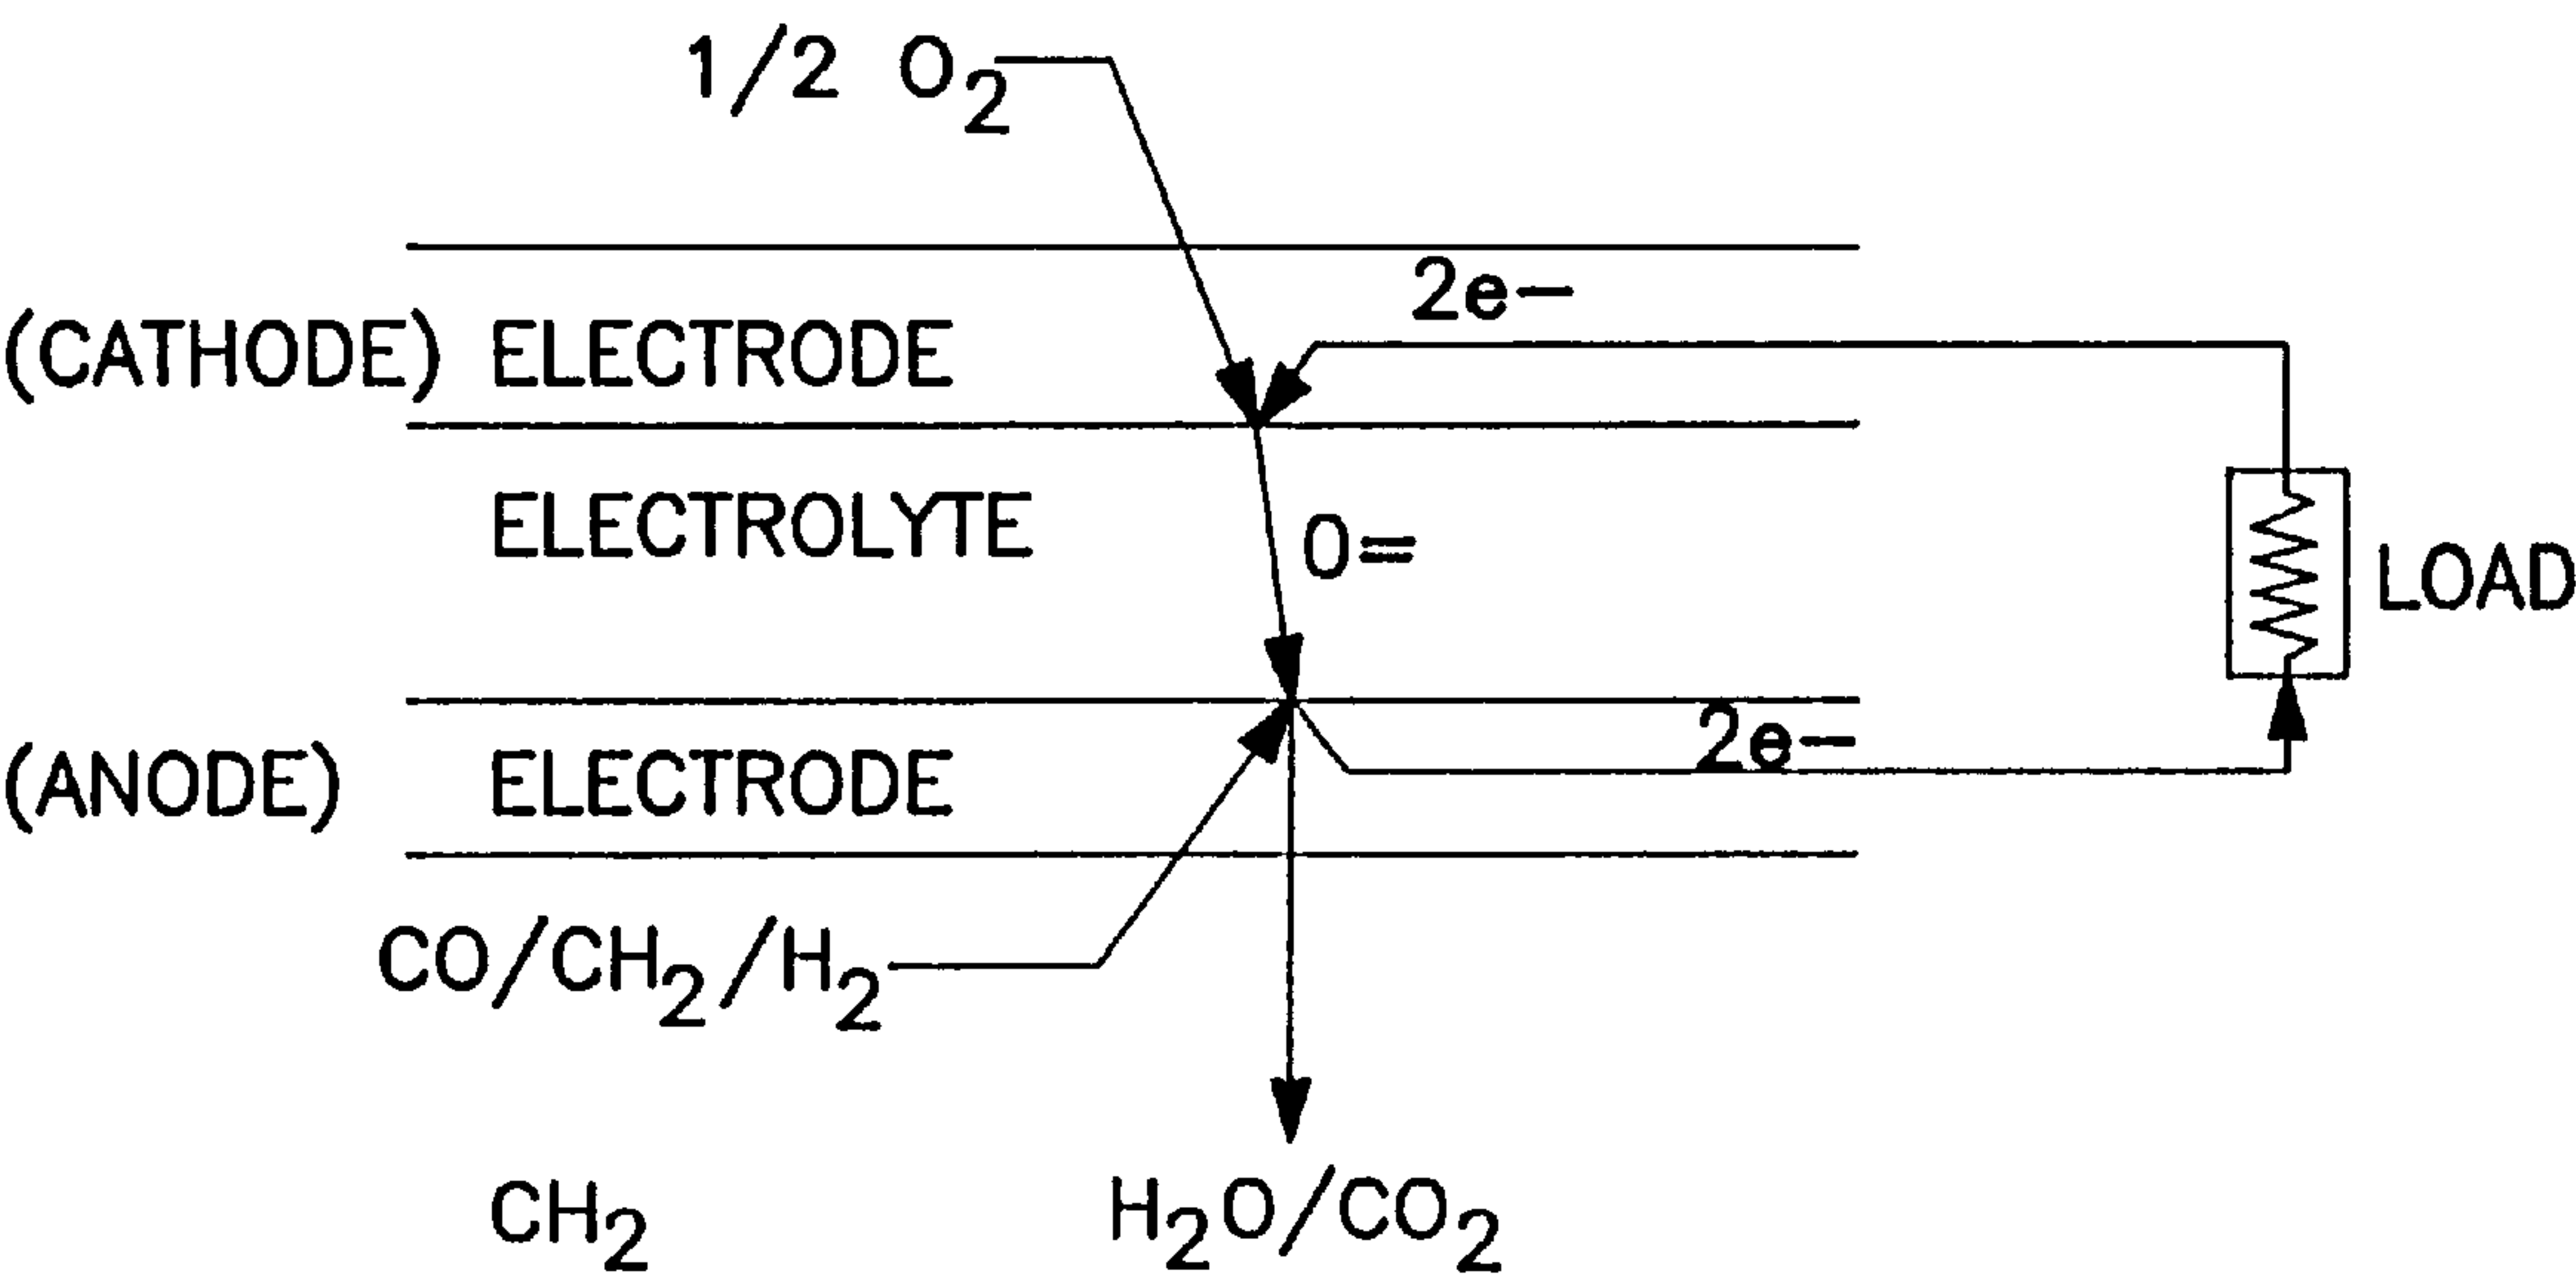 1/2 O₂
2e−
(CATHODE) ELECTRODE
ELECTROLYTE
O=
LOAD
2e−
(ANODE) ELECTRODE
CO/CH₂/H₂
CH₂
H₂O/CO₂